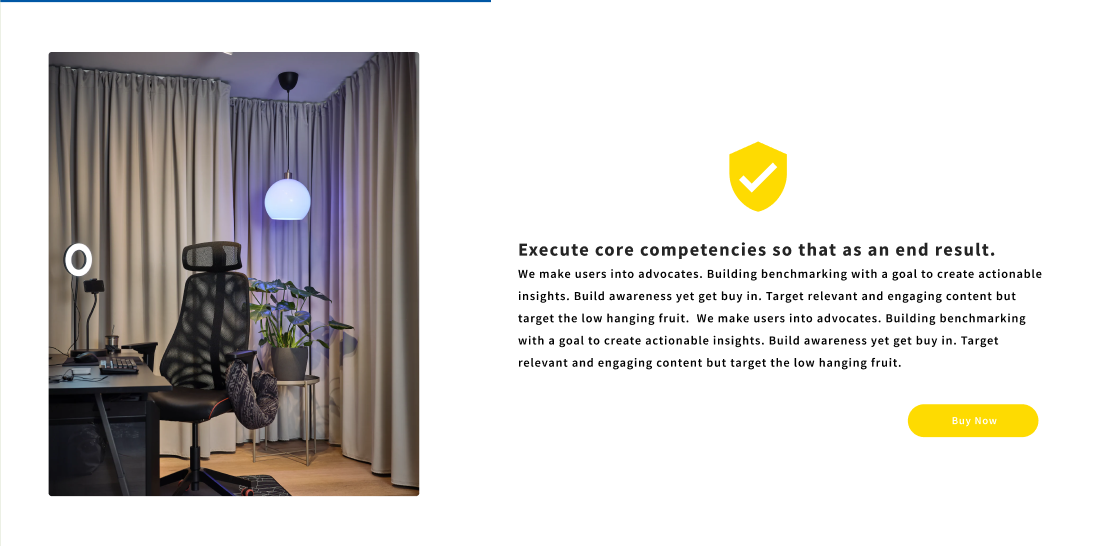 Execute core competencies so that as an end result.
We make users into advocates. Building benchmarking with a goal to create actionable
insights. Build awareness yet get buy in. Target relevant and engaging content but
target the low hanging fruit.  We make users into advocates. Building benchmarking
with a goal to create actionable insights. Build awareness yet get buy in. Target
relevant and engaging content but target the low hanging fruit.
Buy Now